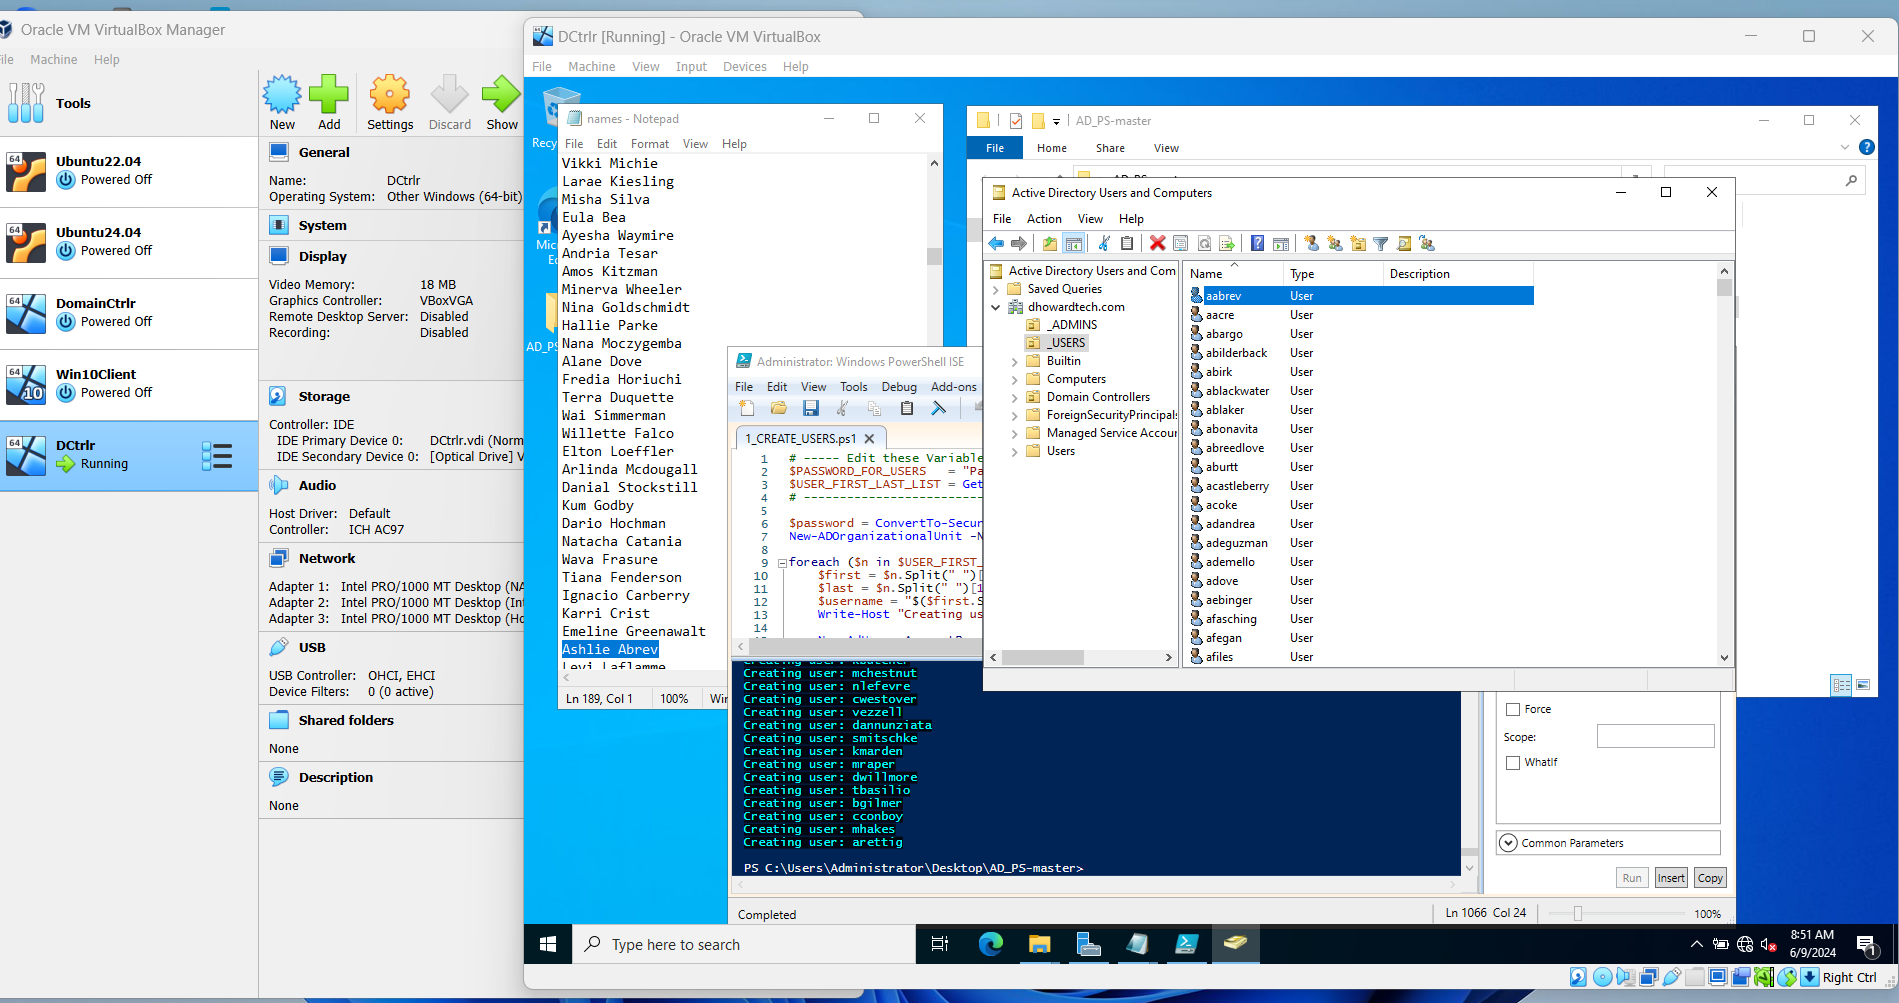 Oracle VM VirtualBox Manager
File Machine Help
Tools
New Add Settings Discard Show
Ubuntu22.04
Powered Off
Ubuntu24.04
Powered Off
DomainCtrlr
Powered Off
Win10Client
Powered Off
DCtrlr
Running
General
Name: DCtrlr
Operating System: Other Windows (64-bit)
System
Display
Video Memory: 18 MB
Graphics Controller: VBoxVGA
Remote Desktop Server: Disabled
Recording: Disabled
Storage
Controller: IDE
IDE Primary Device 0: DCtrlr.vdi (Norm
IDE Secondary Device 0: [Optical Drive] V
Audio
Host Driver: Default
Controller: ICH AC97
Network
Adapter 1: Intel PRO/1000 MT Desktop (NA
Adapter 2: Intel PRO/1000 MT Desktop (Int
Adapter 3: Intel PRO/1000 MT Desktop (Ho
USB
USB Controller: OHCI, EHCI
Device Filters: 0 (0 active)
Shared folders
None
Description
None
DCtrlr [Running] - Oracle VM VirtualBox
File Machine View Input Devices Help
Recyc
Micr
Ed
AD_PS
names - Notepad
File Edit Format View Help
Vikki Michie
Larae Kiesling
Misha Silva
Eula Bea
Ayesha Waymire
Andria Tesar
Amos Kitzman
Minerva Wheeler
Nina Goldschmidt
Hallie Parke
Nana Moczygemba
Alane Dove
Fredia Horiuchi
Terra Duquette
Wai Simmerman
Willette Falco
Elton Loeffler
Arlinda Mcdougall
Danial Stockstill
Kum Godby
Dario Hochman
Natacha Catania
Wava Frasure
Tiana Fenderson
Ignacio Carberry
Karri Crist
Emeline Greenawalt
Ashlie Abrev
Levi Laflamme
Ln 189, Col 1 100% Win
AD_PS-master
File Home Share View
Active Directory Users and Computers
File Action View Help
Active Directory Users and Com
Saved Queries
dhowardtech.com
_ADMINS
_USERS
Builtin
Computers
Domain Controllers
ForeignSecurityPrincipals
Managed Service Accour
Users
Name Type Description
aabrev User
aacre User
abargo User
abilderback User
abirk User
ablackwater User
ablaker User
abonavita User
abreedlove User
aburtt User
acastleberry User
acoke User
adandrea User
adeguzman User
ademello User
adove User
aebinger User
afasching User
afegan User
afiles User
Administrator: Windows PowerShell ISE
File Edit View Tools Debug Add-ons
1_CREATE_USERS.ps1
1 # ----- Edit these Variable
2 $PASSWORD_FOR_USERS = "Pa
3 $USER_FIRST_LAST_LIST = Get
4 # -------------------------
5
6 $password = ConvertTo-Secur
7 New-ADOrganizationalUnit -N
8
9 foreach ($n in $USER_FIRST_
10 $first = $n.Split(" ")[
11 $last = $n.Split(" ")[1
12 $username = "$($first.S
13 Write-Host "Creating us
14
Creating user: mchestnut
Creating user: nlefevre
Creating user: cwestover
Creating user: vezzell
Creating user: dannunziata
Creating user: smitschke
Creating user: kmarden
Creating user: mraper
Creating user: dwillmore
Creating user: tbasilio
Creating user: bgilmer
Creating user: cconboy
Creating user: mhakes
Creating user: arettig
PS C:\Users\Administrator\Desktop\AD_PS-master>
Force
Scope:
WhatIf
Common Parameters
Run Insert Copy
Completed
Ln 1066 Col 24 100%
Type here to search
8:51 AM
6/9/2024
1
Right Ctrl